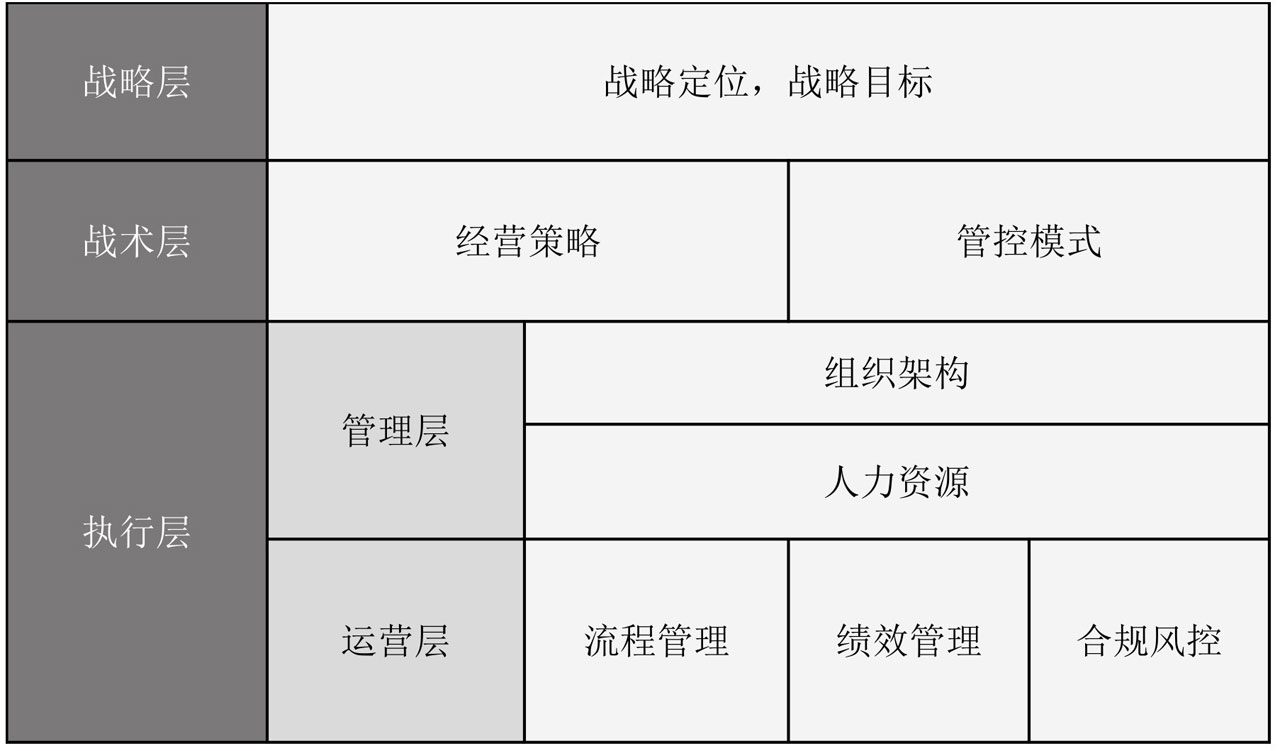 战略层
战略定位，战略目标
战术层
经营策略
管控模式
执行层
管理层
组织架构
人力资源
运营层
流程管理
绩效管理
合规风控